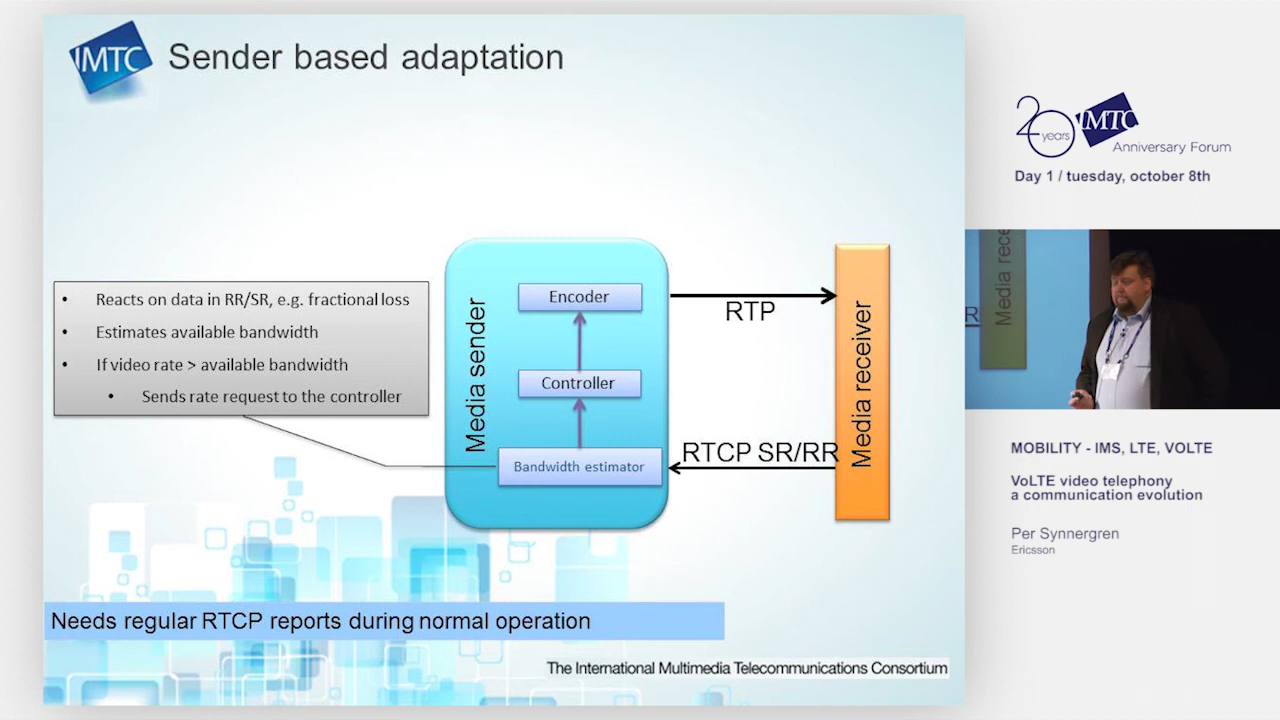 IMTC
Sender based adaptation
• Reacts on data in RR/SR, e.g. fractional loss
• Estimates available bandwidth
• If video rate > available bandwidth
• Sends rate request to the controller
Media sender
Encoder
Controller
Bandwidth estimator
RTP
RTCP SR/RR
Media receiver
Needs regular RTCP reports during normal operation
The International Multimedia Telecommunications Consortium
20 years IMTC
Anniversary Forum
Day 1 / tuesday, october 8th
Media rece
R
MOBILITY - IMS, LTE, VOLTE
VoLTE video telephony
a communication evolution
Per Synnergren
Ericsson